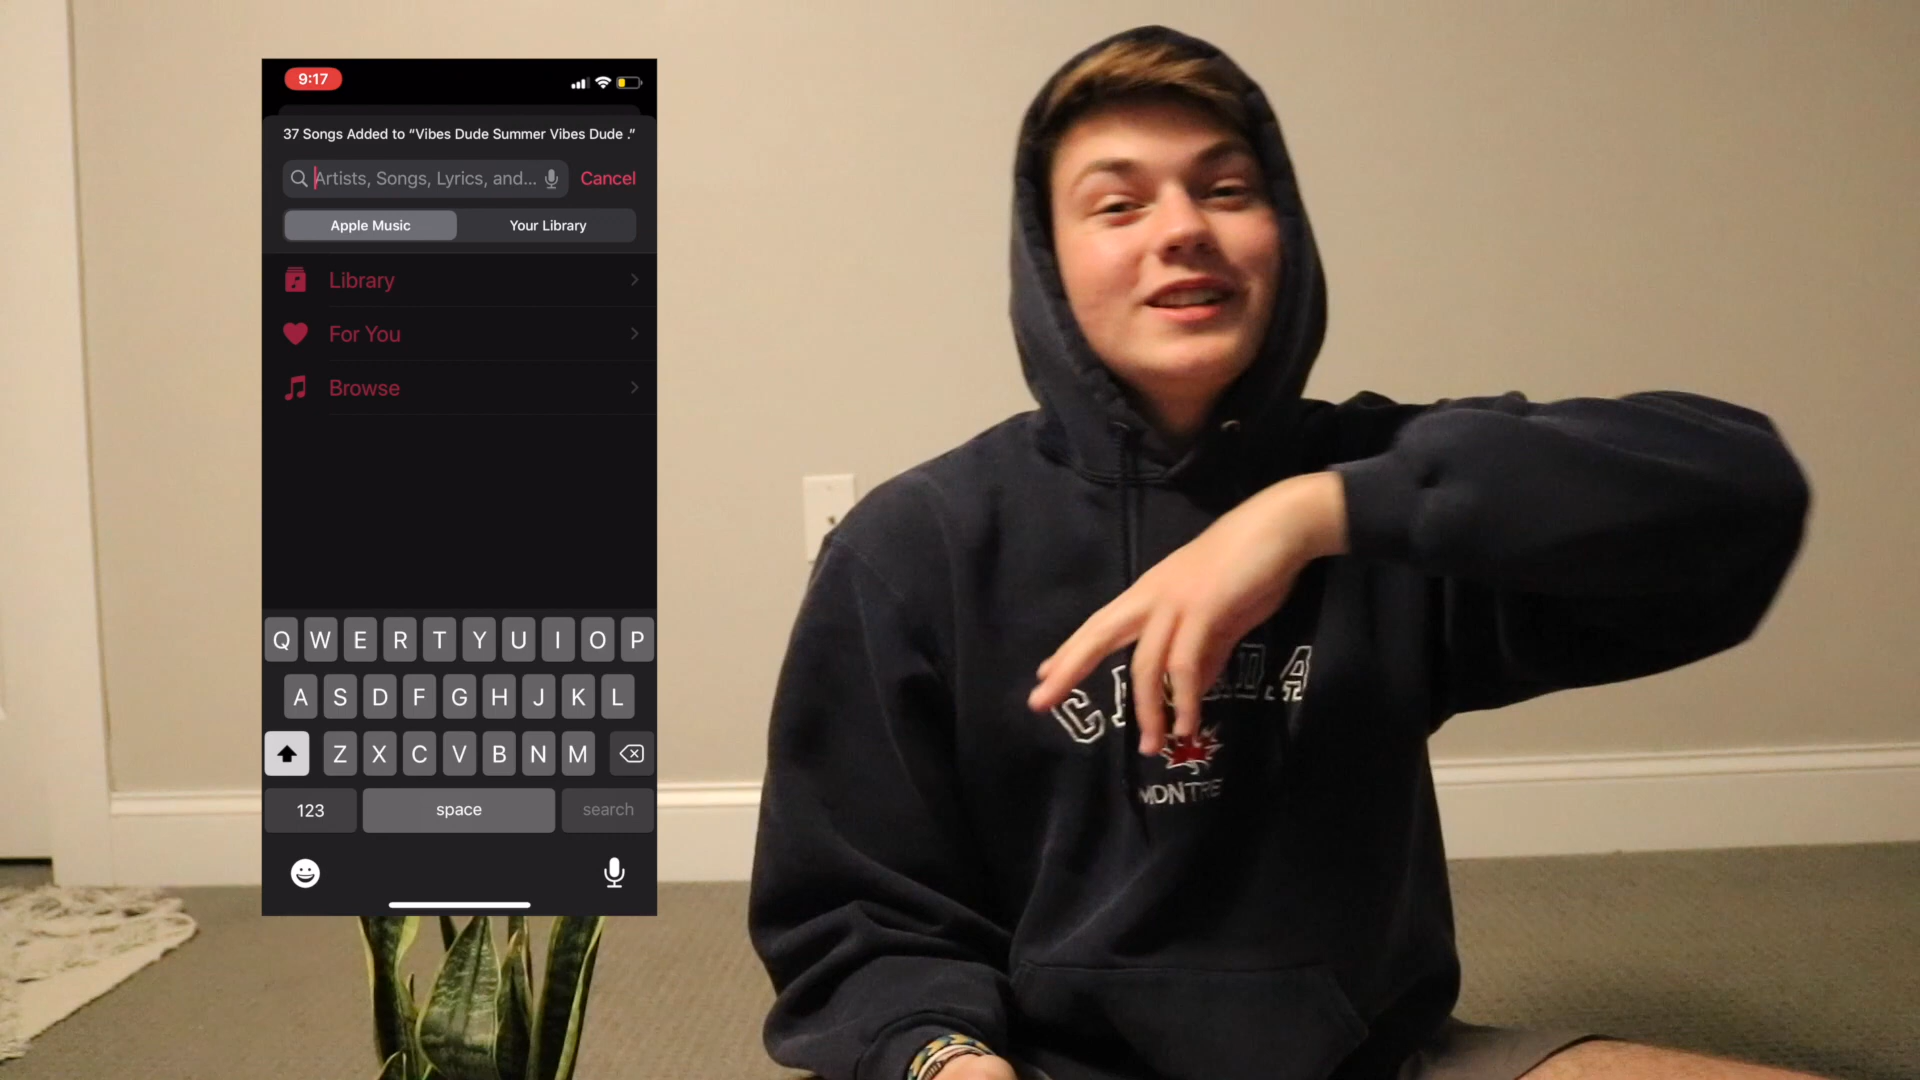 9:17
37 Songs Added to “Vibes Dude Summer Vibes Dude .”
Artists, Songs, Lyrics, and...
Cancel
Apple Music
Your Library
Library
For You
Browse
Q W E R T Y U I O P
A S D F G H J K L
Z X C V B N M
123
space
search